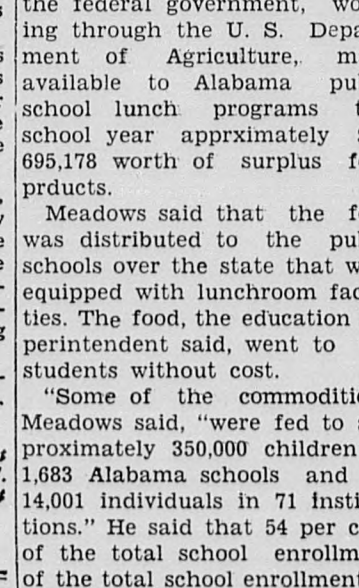 the federal government, wo
ing through the U. S. Depa
ment of Agriculture, m
available to Alabama pu
school lunch programs t
school year apprximately
695,178 worth of surplus f
prducts.
Meadows said that the f
was distributed to the pu
schools over the state that w
equipped with lunchroom fac
ties. The food, the education
perintendent said, went to
students without cost.
"Some of the commoditi
Meadows said, "were fed to
proximately 350,000 children
1,683 Alabama schools and
14,001 individuals in 71 insti
tions." He said that 54 per c
of the total school enrollm
of the total school enrollmen